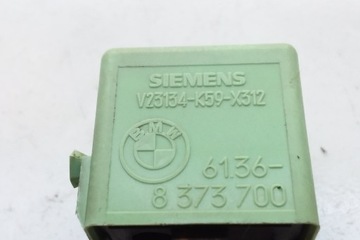 SIEMENS
V23134-K59-X312
BMW
61.36-
8 373 700